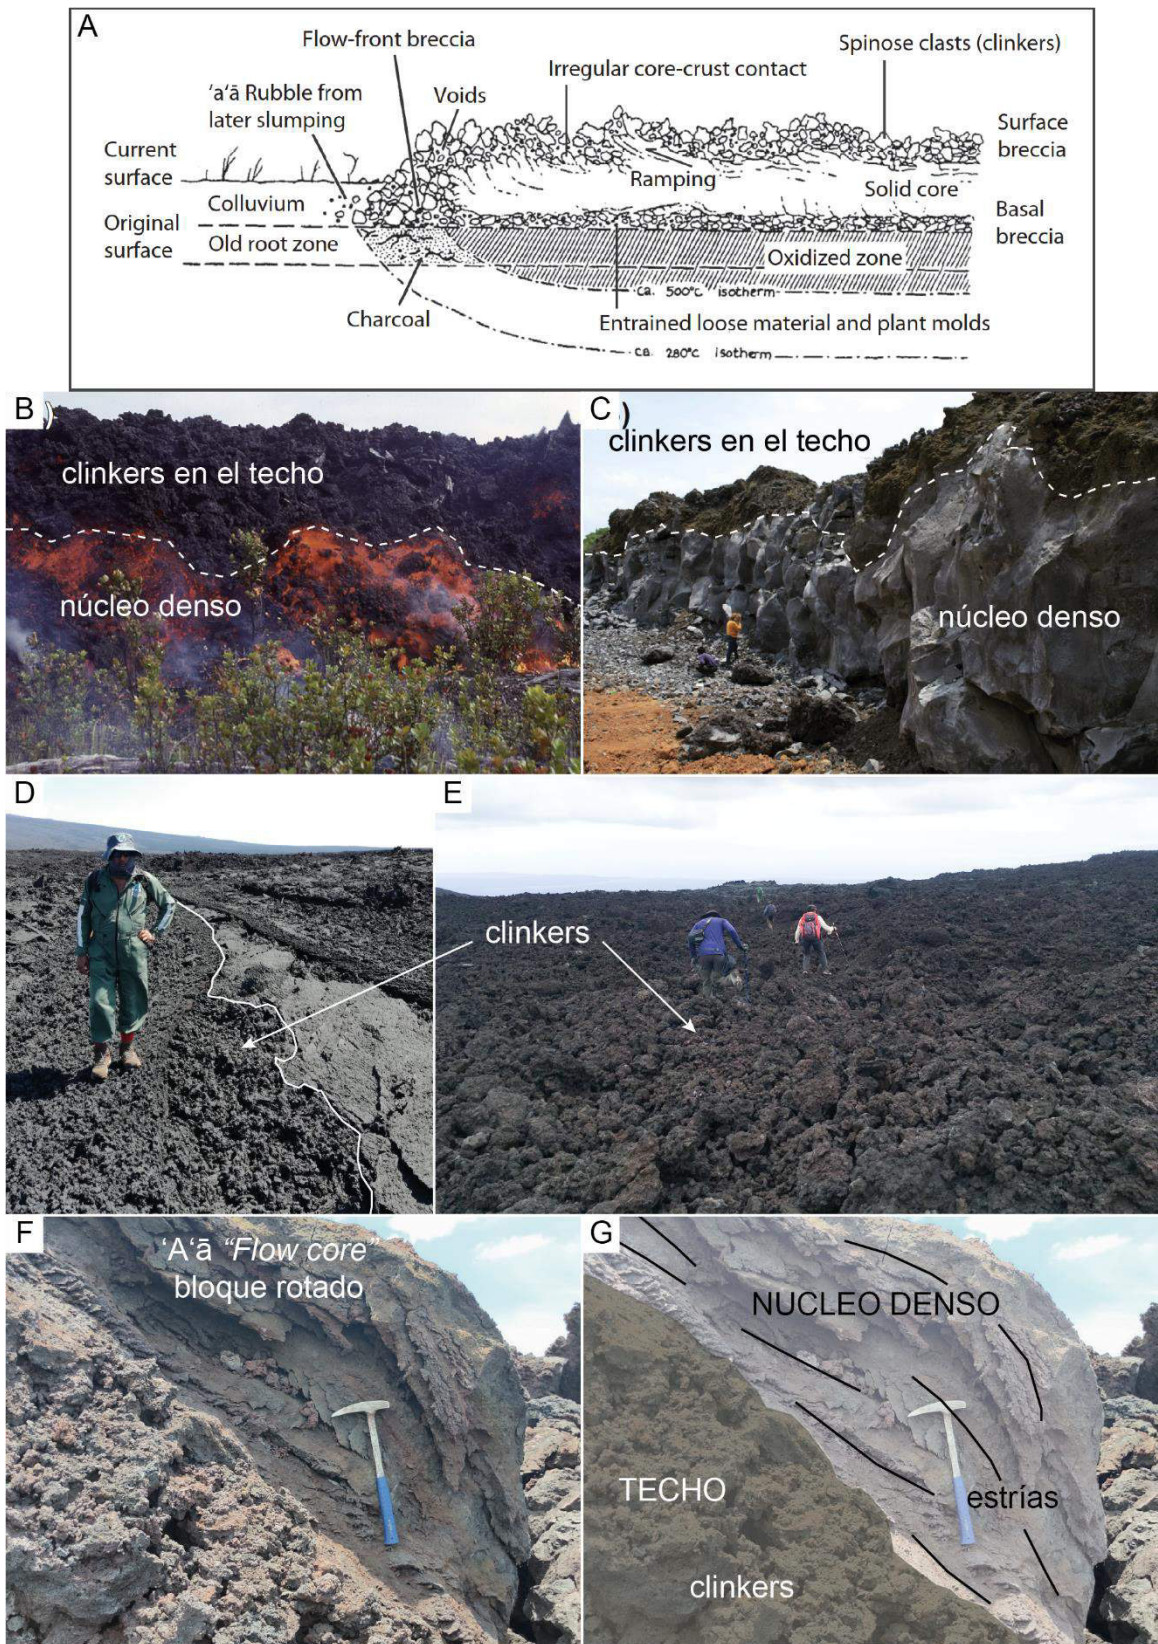 A
Flow-front breccia
Spinose clasts (clinkers)
Irregular core-crust contact
'a'ā Rubble from
later slumping
Voids
Current
surface
Surface
breccia
Ramping
Solid core
Colluvium
Original
surface
Basal
breccia
Old root zone
Oxidized zone
ca. 500°C isotherm
Charcoal
Entrained loose material and plant molds
ca. 280°C isotherm
B
)
clinkers en el techo
núcleo denso
C
)
clinkers en el techo
núcleo denso
D
E
clinkers
F
'A'ā "Flow core"
bloque rotado
G
NUCLEO DENSO
TECHO
estrías
clinkers